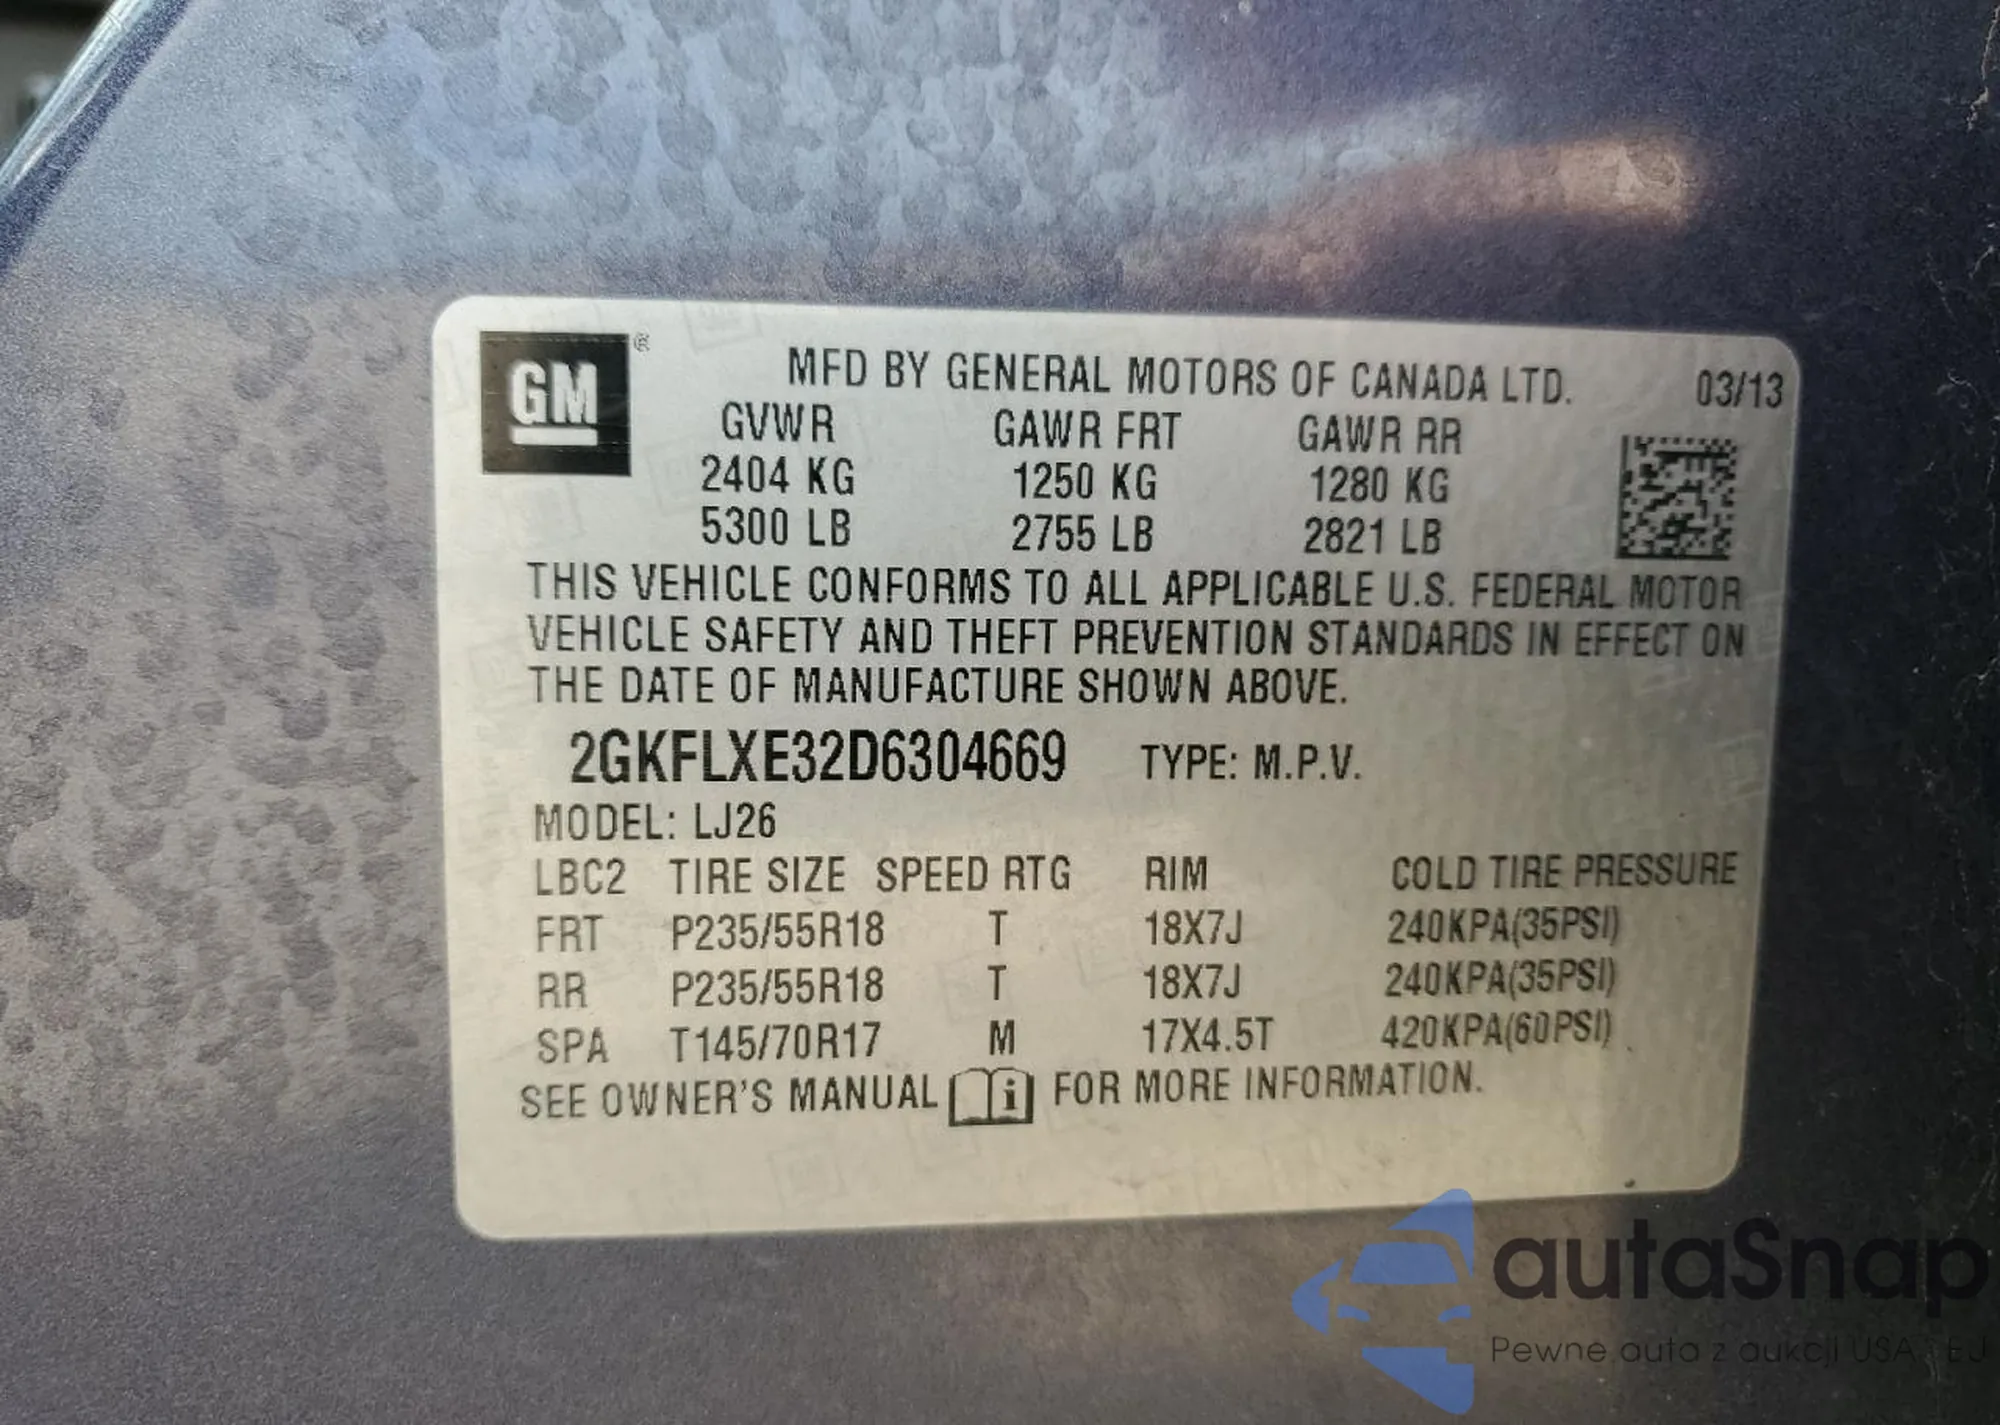 GM ®
MFD BY GENERAL MOTORS OF CANADA LTD. 03/13
GVWR GAWR FRT GAWR RR
2404 KG 1250 KG 1280 KG
5300 LB 2755 LB 2821 LB
THIS VEHICLE CONFORMS TO ALL APPLICABLE U.S. FEDERAL MOTOR
VEHICLE SAFETY AND THEFT PREVENTION STANDARDS IN EFFECT ON
THE DATE OF MANUFACTURE SHOWN ABOVE.
2GKFLXE32D6304669 TYPE: M.P.V.
MODEL: LJ26
LBC2 TIRE SIZE SPEED RTG RIM COLD TIRE PRESSURE
FRT P235/55R18 T 18X7J 240KPA(35PSI)
RR P235/55R18 T 18X7J 240KPA(35PSI)
SPA T145/70R17 M 17X4.5T 420KPA(60PSI)
SEE OWNER'S MANUAL i FOR MORE INFORMATION.
autaSnap
Pewne auta z aukcji USA